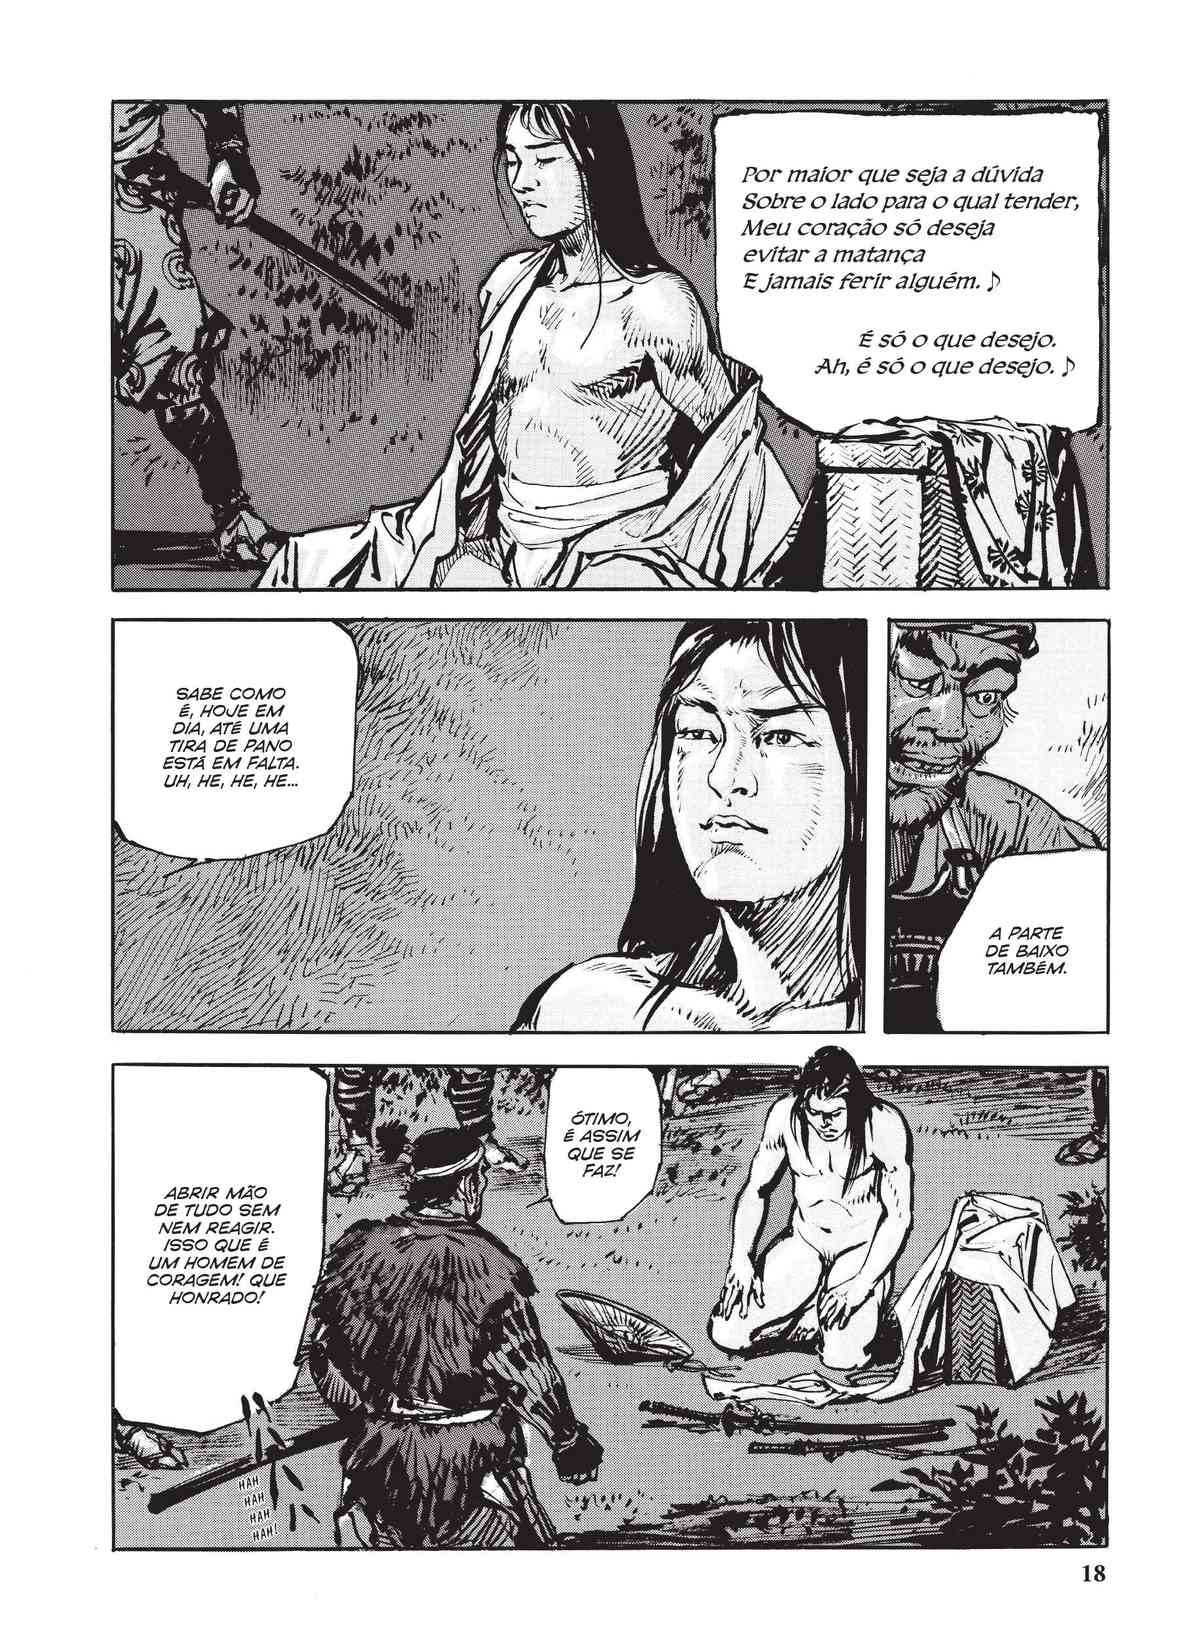 Por maior que seja a dúvida
Sobre o lado para o qual tender,
Meu coração só deseja
evitar a matança
E jamais ferir alguém. ♪
É só o que desejo.
Ah, é só o que desejo. ♪
SABE COMO
É, HOJE EM
DIA, ATÉ UMA
TIRA DE PANO
ESTÁ EM FALTA.
UH, HE, HE, HE...
A PARTE
DE BAIXO
TAMBÉM.
ÓTIMO,
É ASSIM
QUE SE
FAZ!
ABRIR MÃO
DE TUDO SEM
NEM REAGIR.
ISSO QUE É
UM HOMEM DE
CORAGEM! QUE
HONRADO!
HAH
HAH
HAH
HAH!
18